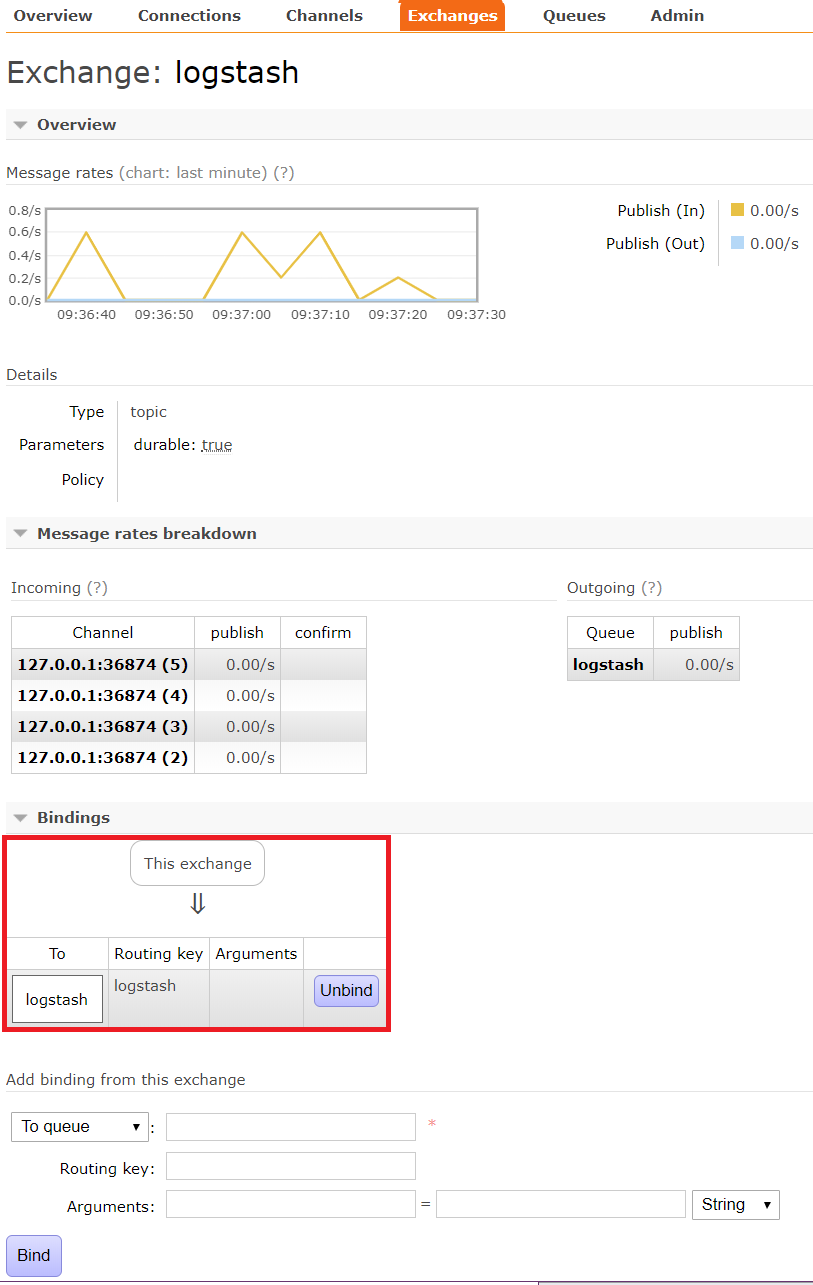 Overview Connections Channels Exchanges Queues Admin
Exchange: logstash
Overview
Message rates (chart: last minute) (?)
0.8/s
0.6/s
0.4/s
0.2/s
0.0/s
09:36:40 09:36:50 09:37:00 09:37:10 09:37:20 09:37:30
Publish (In) 0.00/s
Publish (Out) 0.00/s
Details
Type topic
Parameters durable: true
Policy
Message rates breakdown
Incoming (?)
Channel publish confirm
127.0.0.1:36874 (5) 0.00/s
127.0.0.1:36874 (4) 0.00/s
127.0.0.1:36874 (3) 0.00/s
127.0.0.1:36874 (2) 0.00/s
Outgoing (?)
Queue publish
logstash 0.00/s
Bindings
This exchange
⇓
To Routing key Arguments
logstash logstash Unbind
Add binding from this exchange
To queue : *
Routing key:
Arguments: = String
Bind